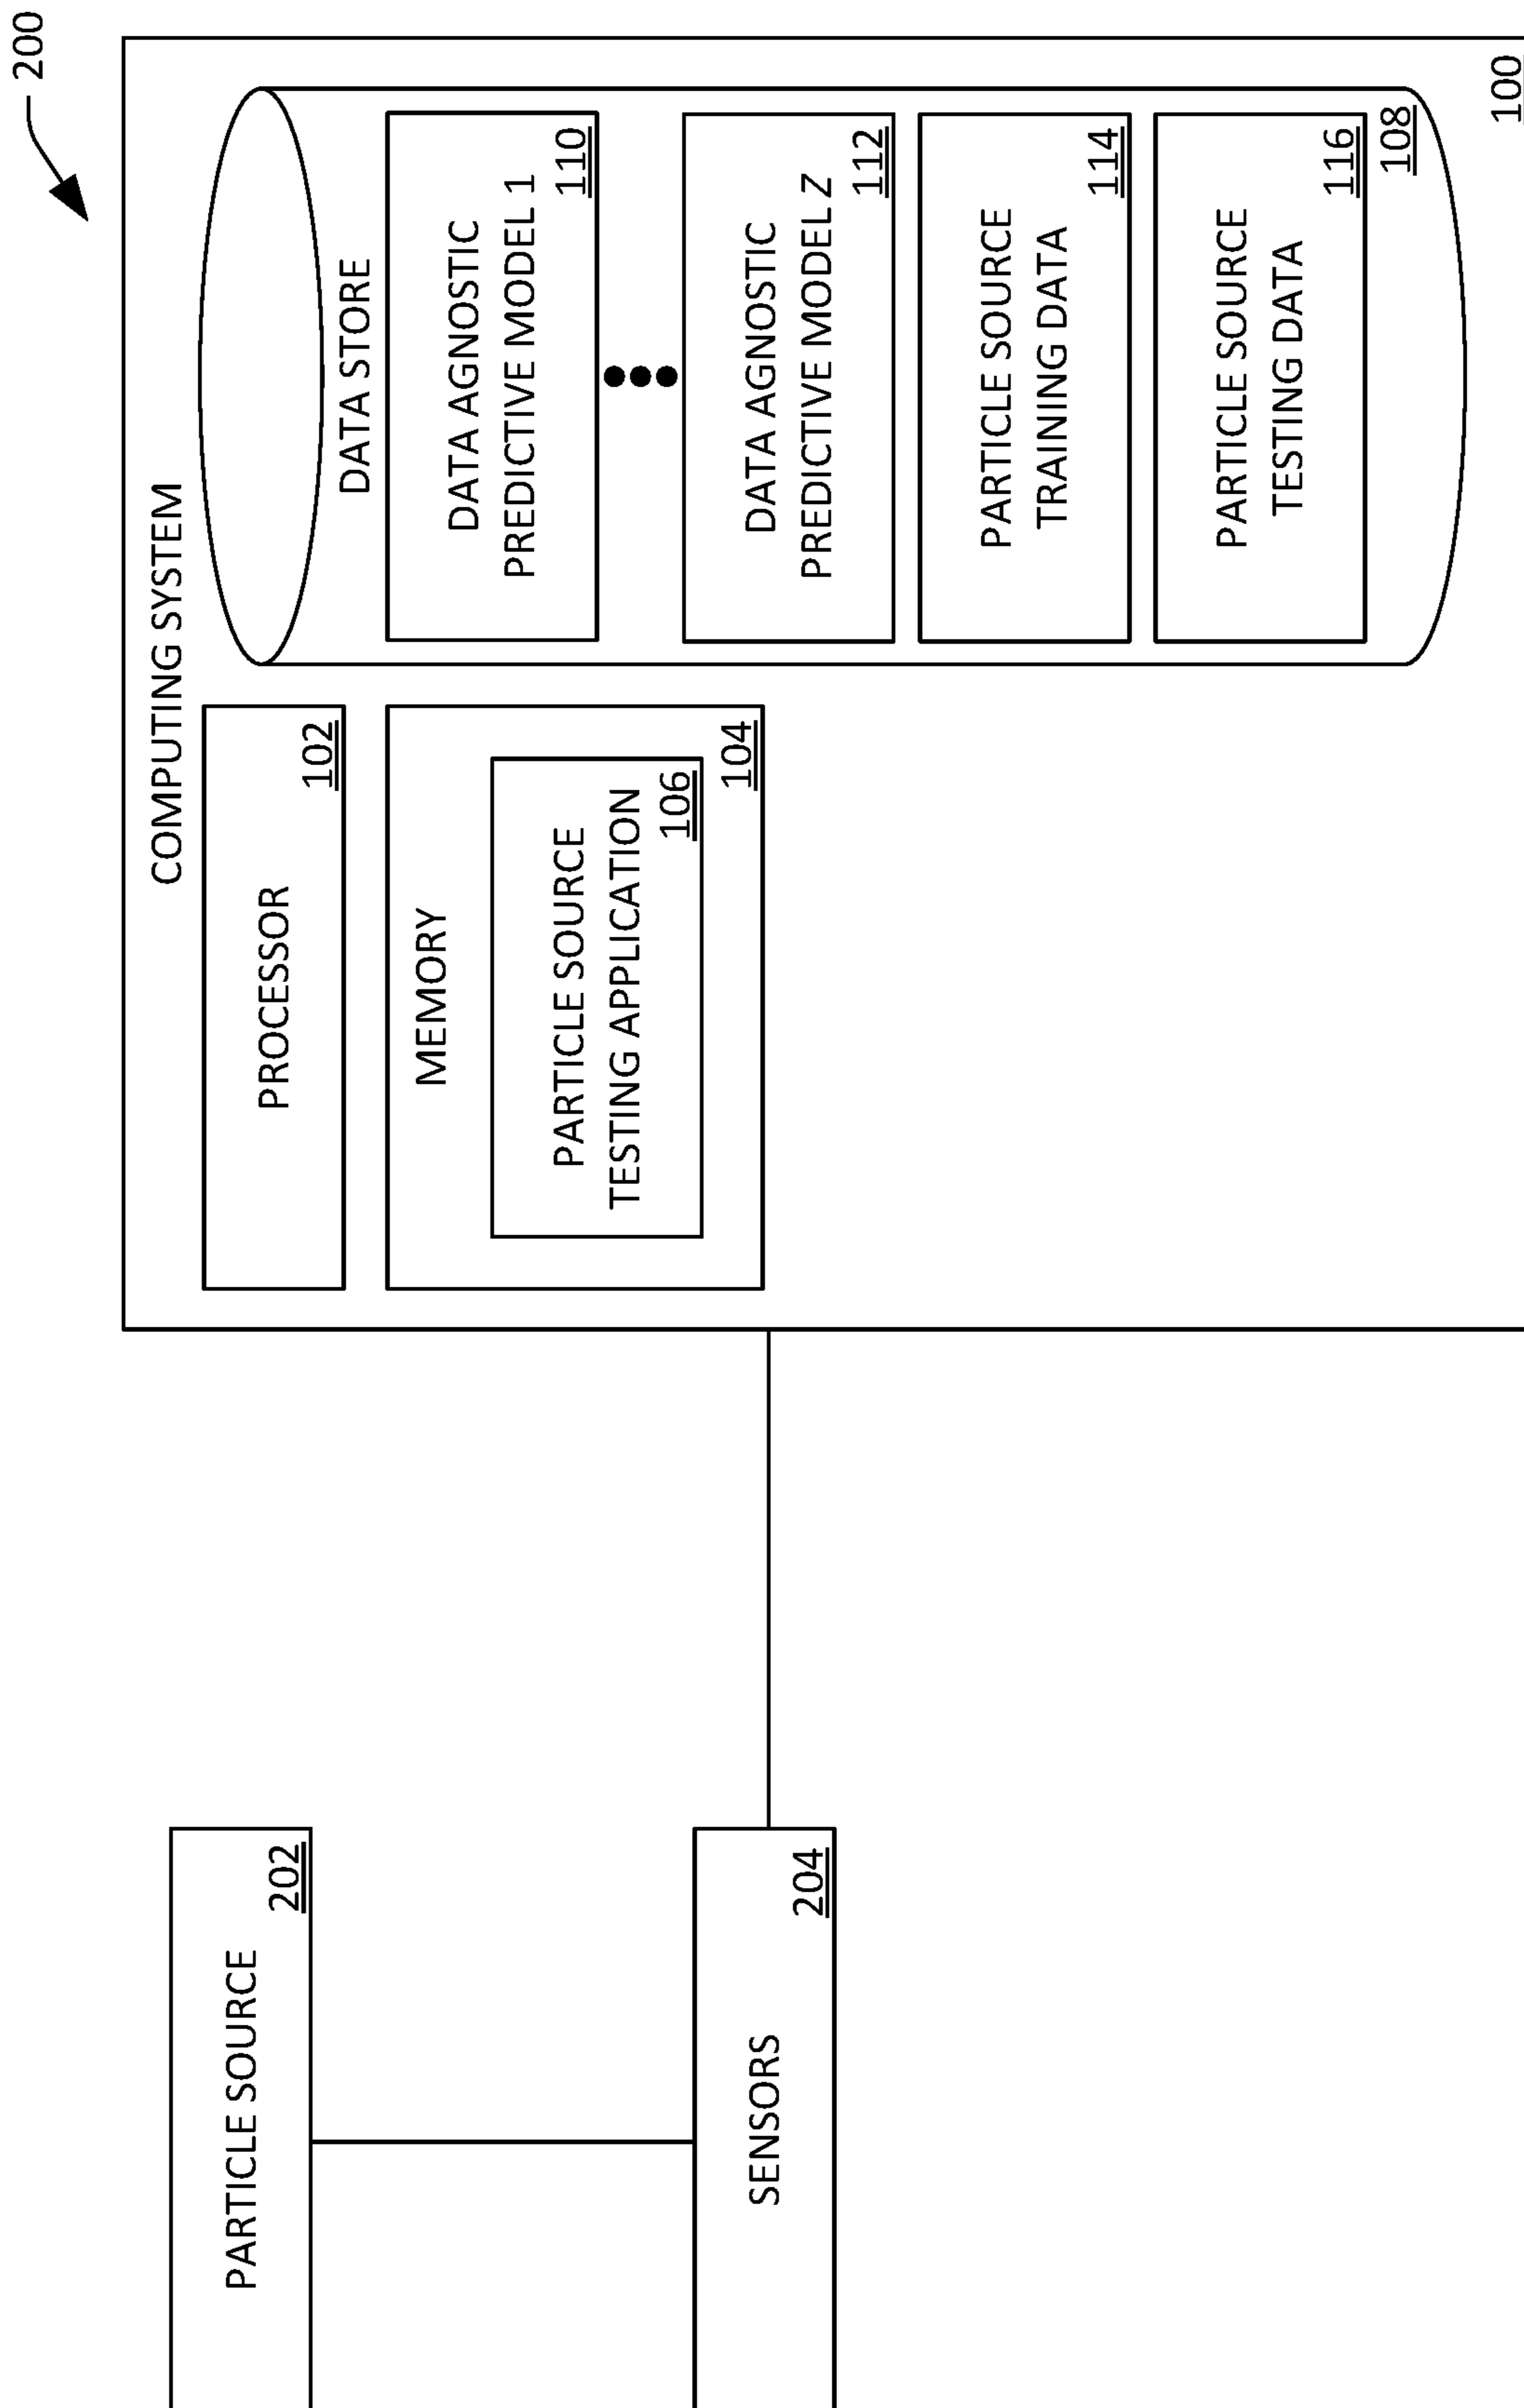 200
PARTICLE SOURCE
202
SENSORS
204
COMPUTING SYSTEM
PROCESSOR
102
MEMORY
PARTICLE SOURCE
TESTING APPLICATION
106
104
DATA STORE
DATA AGNOSTIC
PREDICTIVE MODEL 1
110
DATA AGNOSTIC
PREDICTIVE MODEL Z
112
PARTICLE SOURCE
TRAINING DATA
114
PARTICLE SOURCE
TESTING DATA
116
108
100